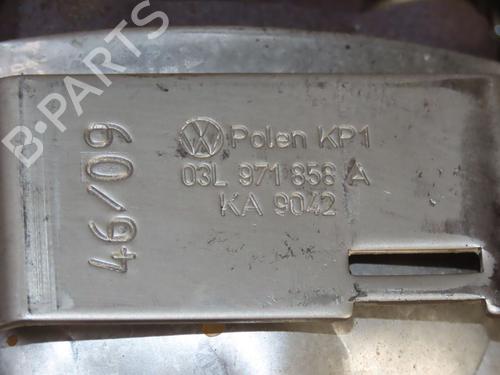 46/09
Polen KP1
03L 971 858 A
KA 9042
B-PARTS